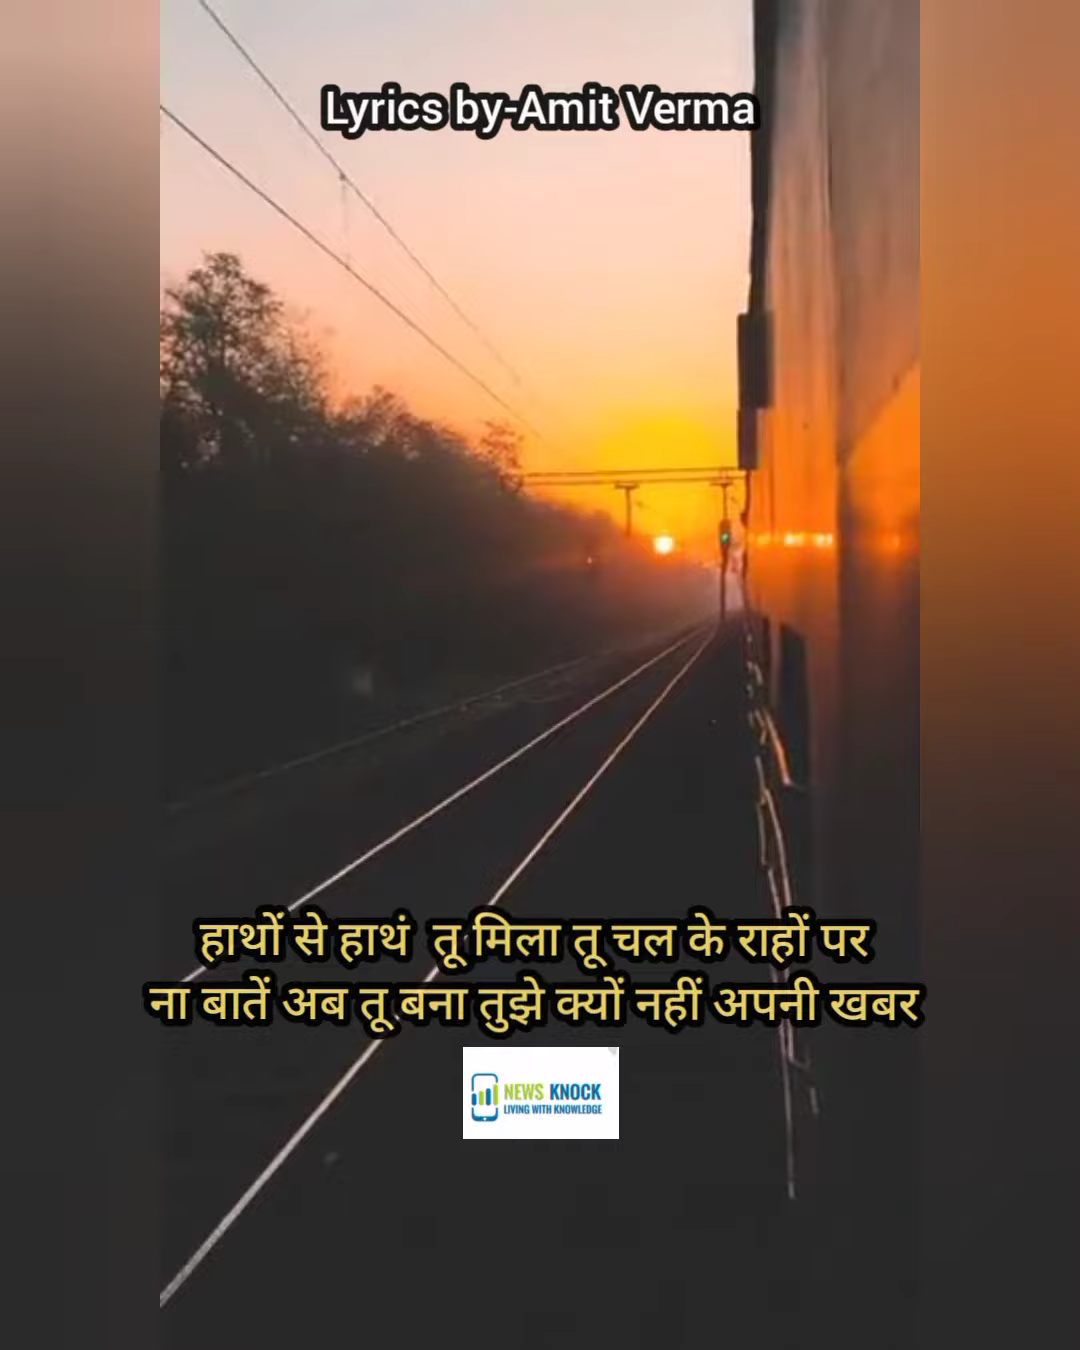 Lyrics by-Amit Verma
हाथों से हाथं तू मिला तू चल के राहों पर
ना बातें अब तू बना तुझे क्यों नहीं अपनी खबर
NEWS KNOCK
LIVING WITH KNOWLEDGE